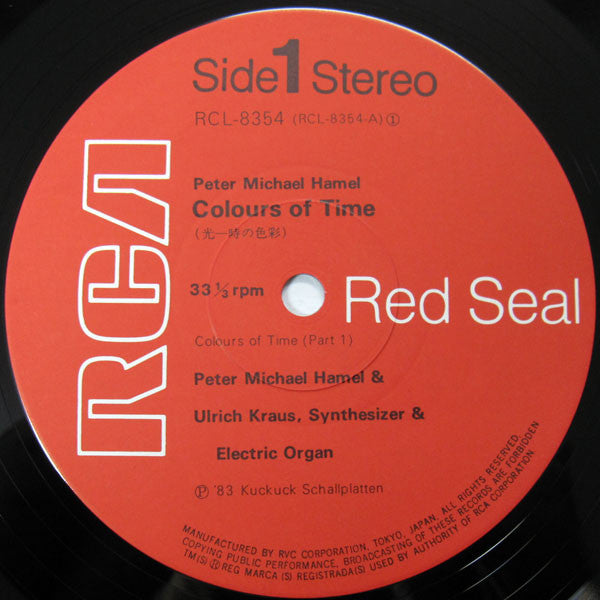 Side 1 Stereo
RCL-8354 (RCL-8354-A) ①
Peter Michael Hamel
Colours of Time
(光一時の色彩)
33 ⅓ rpm
RCA
Red Seal
Colours of Time (Part 1)
Peter Michael Hamel &
Ulrich Kraus, Synthesizer &
Electric Organ
Ⓟ '83 Kuckuck Schallplatten
MANUFACTURED BY RVC CORPORATION, TOKYO, JAPAN. ALL RIGHTS RESERVED.
COPYING PUBLIC PERFORMANCE, BROADCASTING OF THESE RECORDS ARE FORBIDDEN
TM(S) ® REG MARCA (S) REGISTRADA(S) USED BY AUTHORITY OF RCA CORPORATION.